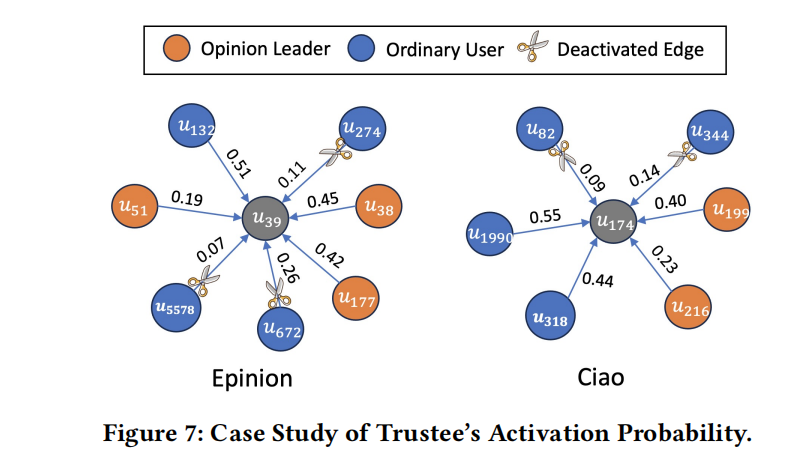 Opinion Leader Ordinary User Deactivated Edge
u132 u274 u82 u344
0.51 0.11 0.09 0.14
u51 0.19 0.45 u38 0.40 u199
u39 u174
u1990 0.55
0.07 0.26 0.42 0.44 0.23
u5578 u177 u318 u216
u672
Epinion Ciao
Figure 7: Case Study of Trustee's Activation Probability.